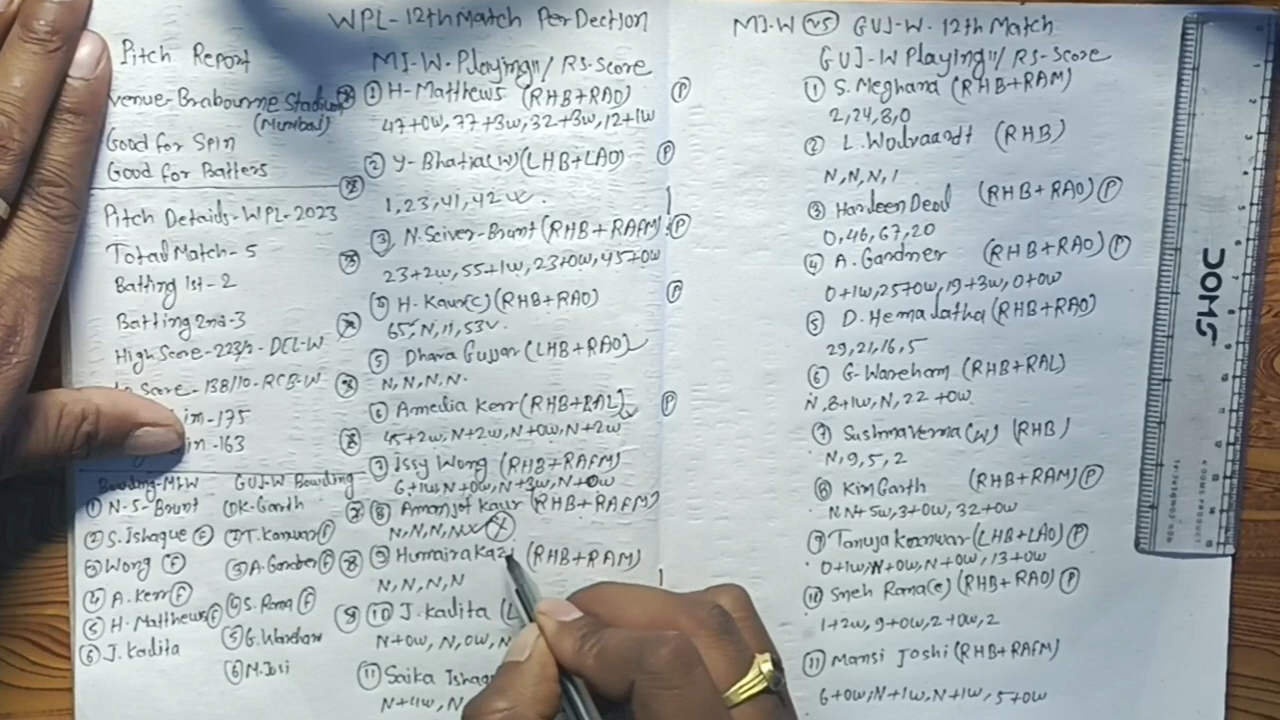 WPL-12th Match PerDection
MI-W VS GUJ-W. 12th Match
Pitch Report
Venue-Brabourne Stadium
(Mumbai)
Good for Spin
Good for Batters
Pitch Details-WPL-2023
Total Match-5
Batting 1st-2
Batting 2nd-3
High Score-223/2-DEL-W
Score-138/10-RCB-W
-175
-163
Bowling-MI-W
① N-S-Brunt
② S. Ishaque Ⓕ
③ Wong Ⓕ
④ A. Kerr Ⓕ
⑤ H. Matthews Ⓕ
⑥ J. Kalita
GUJ-W Bowling
① K-Garth
② T. Kanwar Ⓕ
③ A. Gardner Ⓕ
④ S. Rana Ⓕ
⑤ G. Wareham
⑥ M. Josi
MI-W-Playing 11/ RS-Score
① H-Matthews (RHB+RAO) Ⓟ
47+0W, 77+3W, 32+3W, 12+1W
② Y-Bhatia(W)(LHB+LAO) Ⓟ
1, 23, 41, 42
③ N-Sciver-Brunt (RHB+RAFM) Ⓟ
23+2W, 55+1W, 23+0W, 45+0W
④ H. Kaur(C)(RHB+RAO) Ⓟ
65, N, 11, 53
⑤ Dhara Gujjar (LHB+RAO)
N, N, N, N.
⑥ Amelia Kerr (RHB+RAL) Ⓟ
45+2W, N+2W, N+0W, N+2W
⑦ Issy Wong (RHB+RAFM)
6+1W, N+0W, N+3W, N+0W
⑧ Amanjot Kaur (RHB+RAFM)
N, N, N, N X
⑨ Humaira Kaz (RHB+RAM)
N, N, N, N
⑩ J. Kalita (L
N+0W, N, 0W, N
⑪ Saika Ishaq
N+4W, N
GUJ-W Playing 11/ RS-Score
① S. Meghana (RHB+RAM)
2, 24, 8, 0
② L. Wolvaardt (RHB)
N, N, N, 1
③ Harleen Deol (RHB+RAO) Ⓟ
0, 46, 67, 20
④ A. Gardner (RHB+RAO) Ⓟ
0+1W, 25+0W, 19+3W, 0+0W
⑤ D. Hemalatha (RHB+RAO)
29, 21, 16, 5
⑥ G-Wareham (RHB+RAL)
N, 8+1W, N, 22+0W
⑦ Sushma Verma (W) (RHB)
N, 9, 5, 2
⑧ Kim Garth (RHB+RAM) Ⓟ
N, N+5W, 3+0W, 32+0W
⑨ Tanuja Kanwar (LHB+LAO) Ⓟ
0+1W, N+0W, N+0W, 13+0W
⑩ Sneh Rana(c) (RHB+RAO) Ⓟ
1+2W, 9+0W, 2+0W, 2
⑪ Mansi Joshi (RHB+RAFM)
6+0W, N+1W, N+1W, 5+0W
DOMS